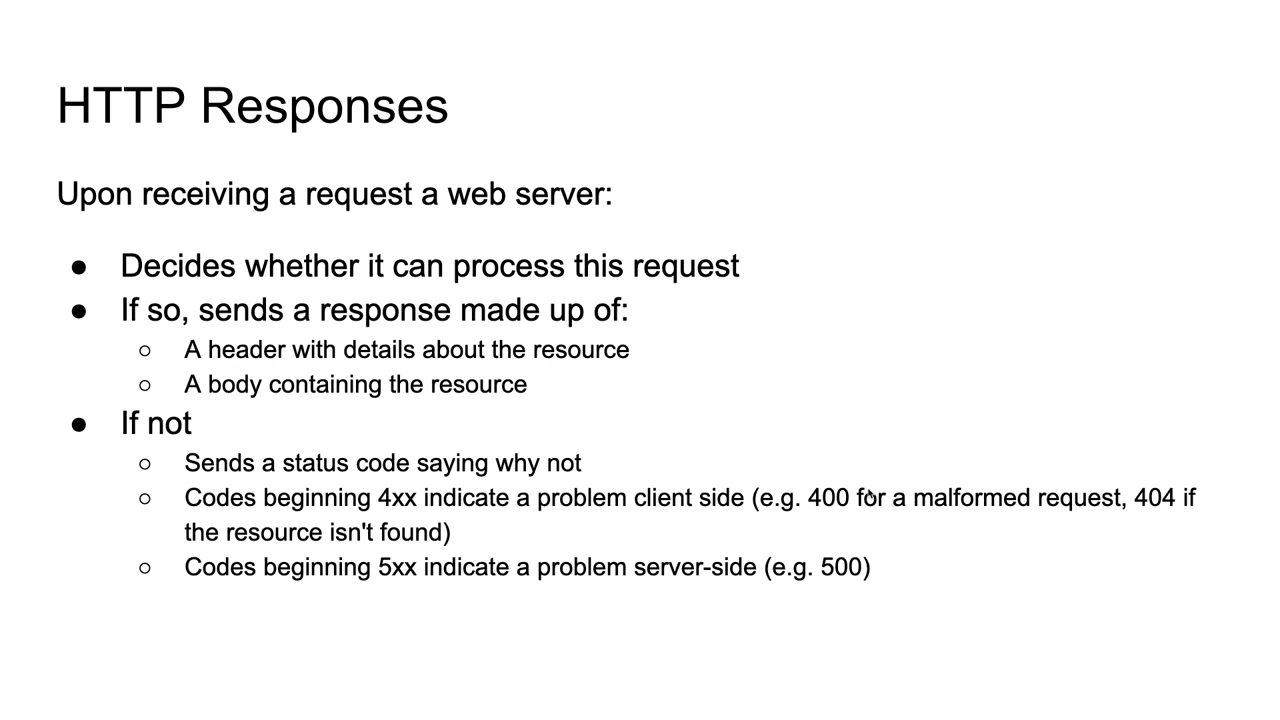 HTTP Responses
Upon receiving a request a web server:
● Decides whether it can process this request
● If so, sends a response made up of:
○ A header with details about the resource
○ A body containing the resource
● If not
○ Sends a status code saying why not
○ Codes beginning 4xx indicate a problem client side (e.g. 400 for a malformed request, 404 if
the resource isn't found)
○ Codes beginning 5xx indicate a problem server-side (e.g. 500)